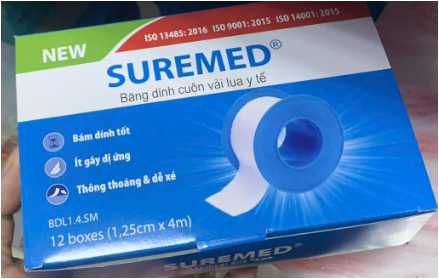 NEW
ISO 13485: 2016 ISO 9001: 2015 ISO 14001: 2015
SUREMED®
Băng dính cuộn vải lụa y tế
Bám dính tốt
Ít gây dị ứng
Thông thoáng & dễ xé
BDL1.4.SM
12 boxes (1,25cm x 4m)
SUREMED®